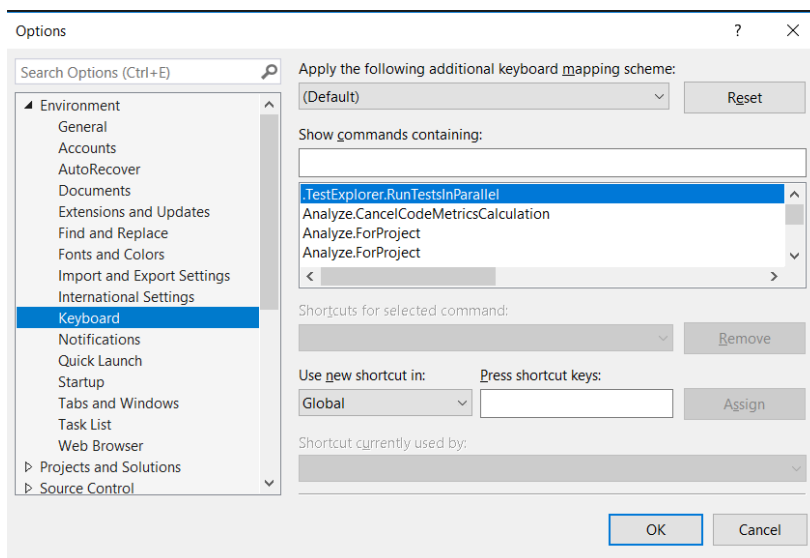 Options
?
Search Options (Ctrl+E)
Environment
General
Accounts
AutoRecover
Documents
Extensions and Updates
Find and Replace
Fonts and Colors
Import and Export Settings
International Settings
Keyboard
Notifications
Quick Launch
Startup
Tabs and Windows
Task List
Web Browser
Projects and Solutions
Source Control
Apply the following additional keyboard mapping scheme:
(Default)
Reset
Show commands containing:
.TestExplorer.RunTestsInParallel
Analyze.CancelCodeMetricsCalculation
Analyze.ForProject
Analyze.ForProject
Shortcuts for selected command:
Remove
Use new shortcut in:
Press shortcut keys:
Global
Assign
Shortcut currently used by:
OK
Cancel